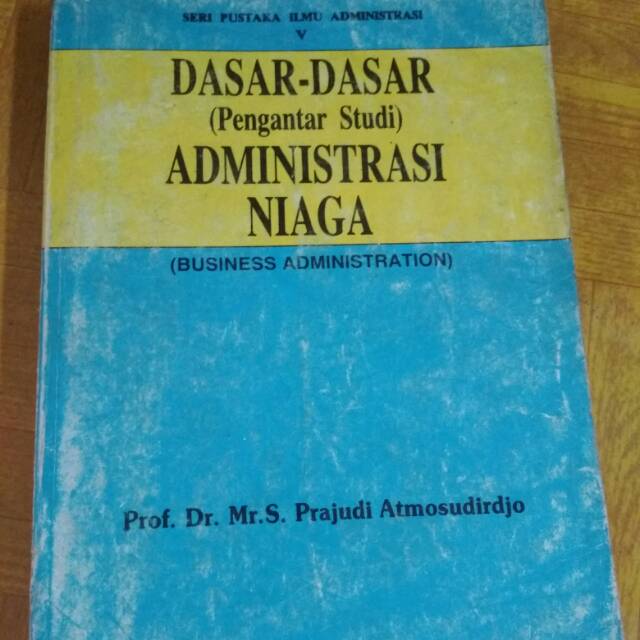 SERI PUSTAKA ILMU ADMINISTRASI
V
DASAR-DASAR
(Pengantar Studi)
ADMINISTRASI
NIAGA
(BUSINESS ADMINISTRATION)
Prof. Dr. Mr.S. Prajudi Atmosudirdjo